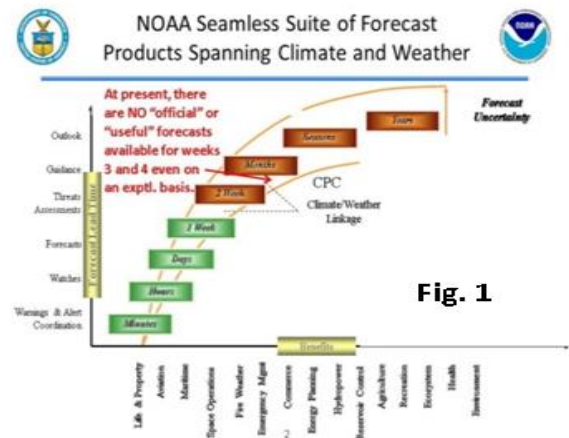 NOAA Seamless Suite of Forecast
Products Spanning Climate and Weather
NOAA
At present, there
are NO "official" or
"useful" forecasts
available for weeks
3 and 4 even on
an exptl. basis.
Forecast
Uncertainty
Years
Seasons
Months
2 Week
1 Week
Days
Hours
Minutes
CPC
Climate/Weather
Linkage
Outlook
Guidance
Threats
Assessments
Forecasts
Watches
Warnings & Alert
Coordination
Forecast Lead Time
Fig. 1
Benefits
Life & Property
Aviation
Maritime
Space Operations
Fire Weather
Emergency Mgmt
Commerce
Energy Planning
Hydropower
Reservoir Control
Agriculture
Recreation
Ecosystem
Health
Environment
2